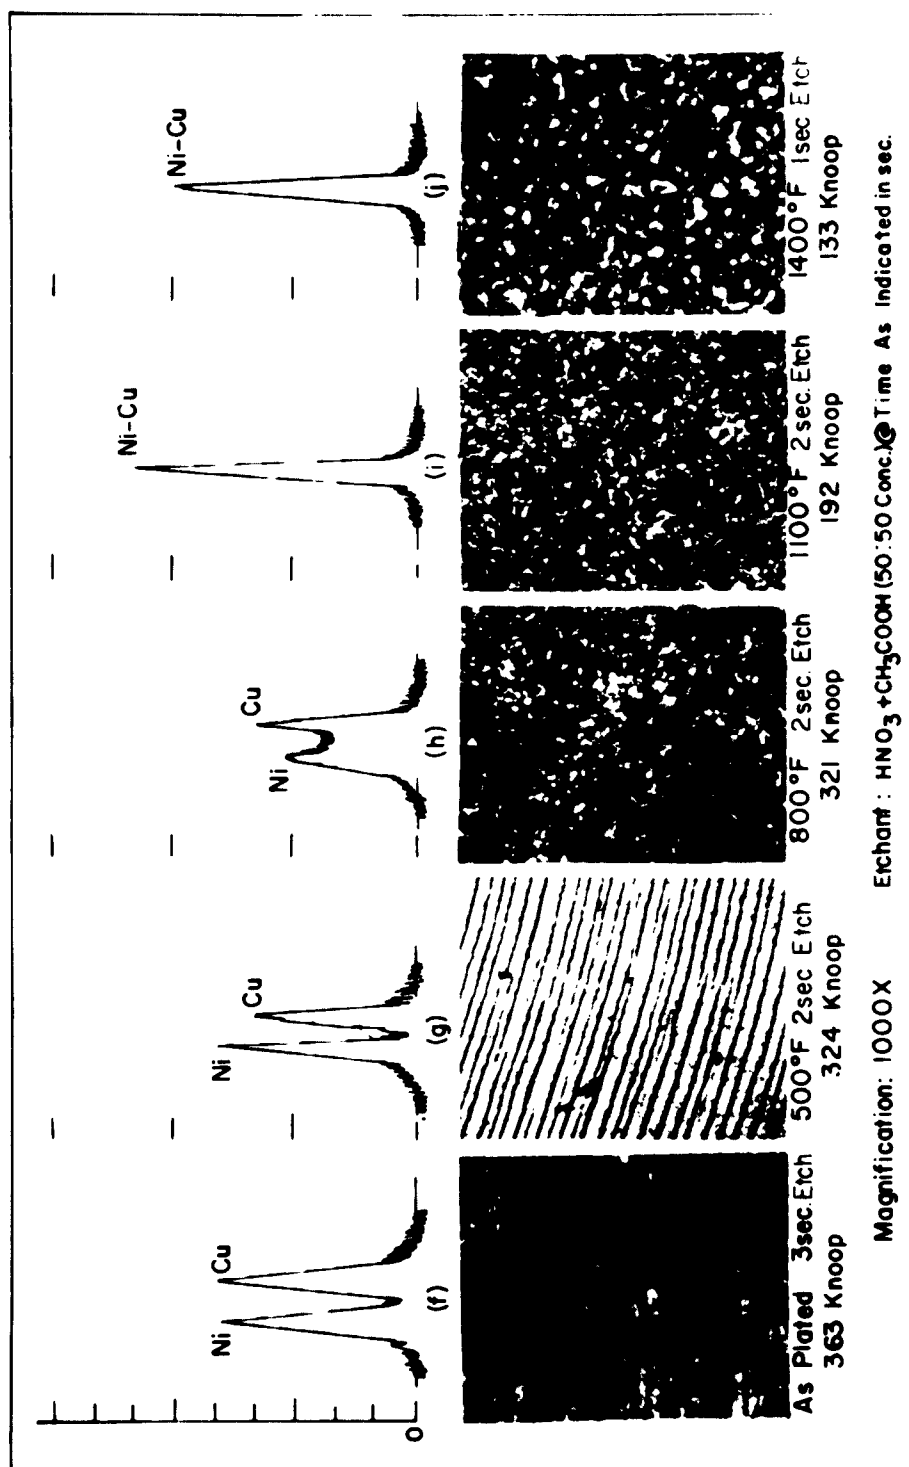 Ni
Cu
Ni
Cu
Ni
Cu
Ni-Cu
Ni-Cu
0
(f)
(g)
(h)
(i)
(j)
As Plated 3sec.Etch
363 Knoop
500°F 2sec Etch
324 Knoop
800°F 2sec. Etch
321 Knoop
1100°F 2sec. Etch
192 Knoop
1400°F 1sec Etch
133 Knoop
Magnification: 1000X
Etchant: HNO3+CH3COOH (50:50 Conc.)@Time As Indicated in sec.